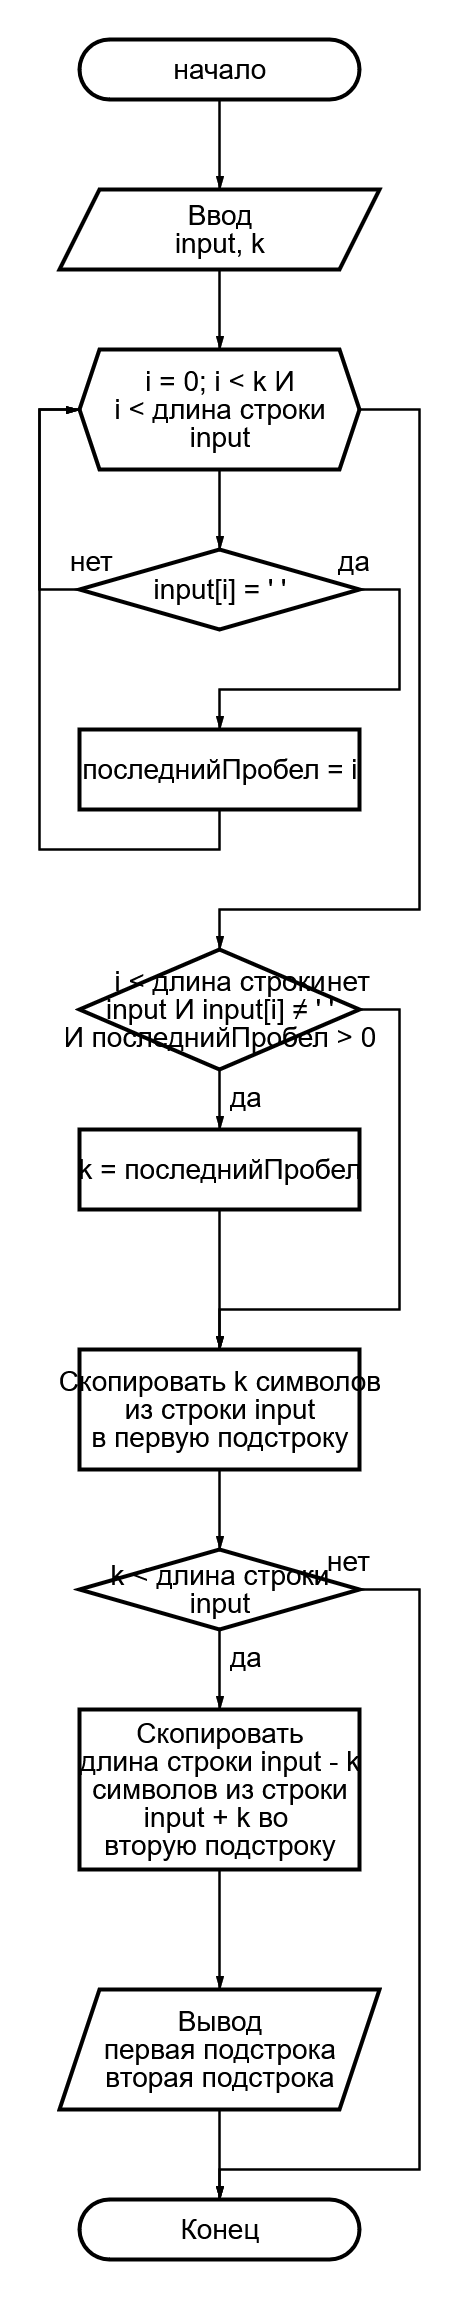 начало
Ввод
input, k
i = 0; i < k И
i < длина строки
input
нет
да
input[i] = ' '
последнийПробел = i
i < длина строки
нет
input И input[i] ≠ ' '
И последнийПробел > 0
да
k = последнийПробел
Скопировать k символов
из строки input
в первую подстроку
нет
k < длина строки
input
да
Скопировать
длина строки input - k
символов из строки
input + k во
вторую подстроку
Вывод
первая подстрока
вторая подстрока
Конец